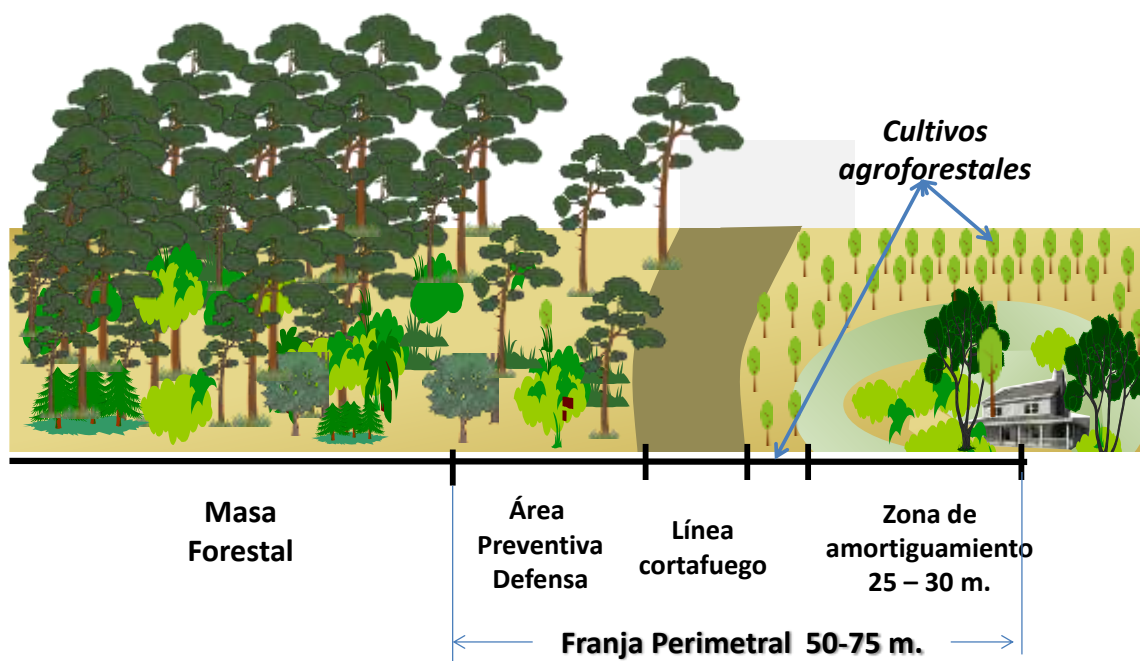 Cultivos
agroforestales
Masa
Forestal
Área
Preventiva
Defensa
Línea
cortafuego
Zona de
amortiguamiento
25 – 30 m.
Franja Perimetral 50-75 m.